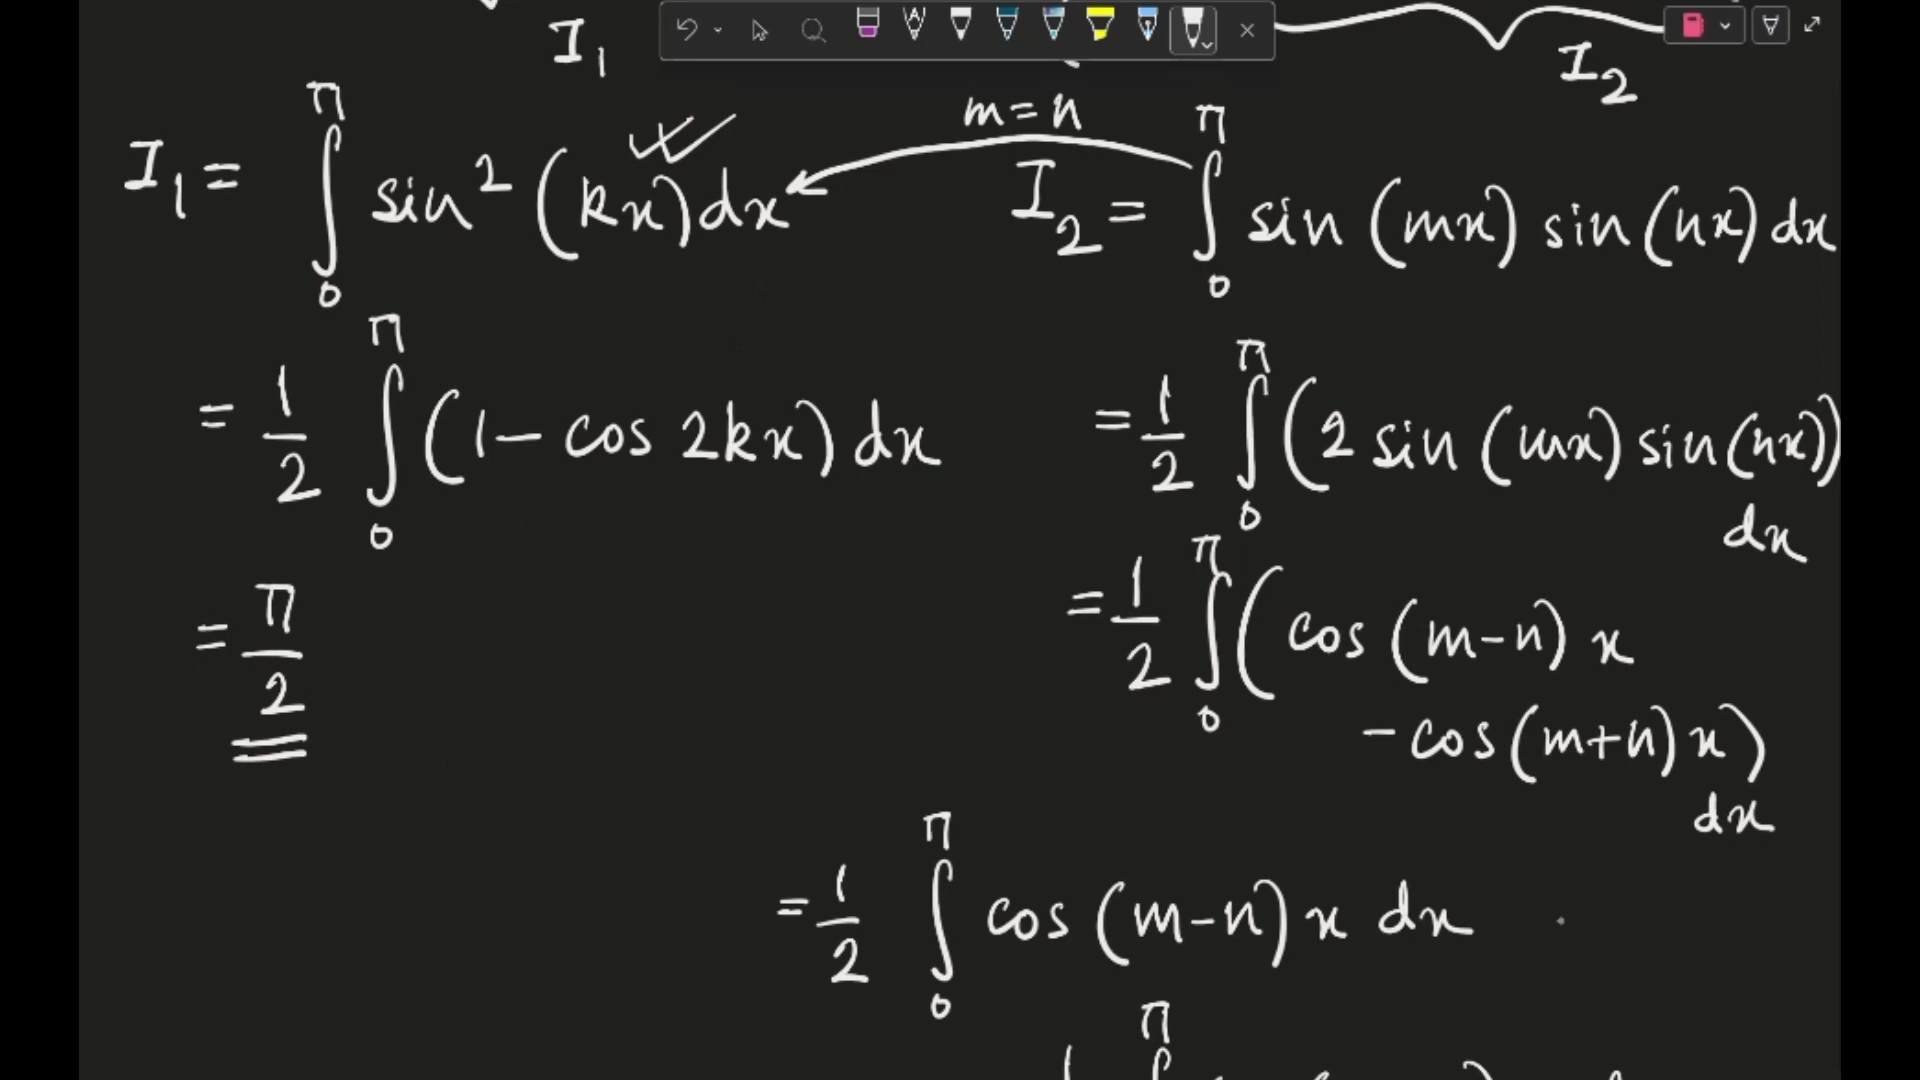 I₁
I₂
m = n
I₁ = ∫₀^π sin² (kx) dx
I₂ = ∫₀^π sin (mx) sin (nx) dx
= 1/2 ∫₀^π (1 - cos 2kx) dx
= 1/2 ∫₀^π (2 sin (mx) sin (nx))
dx
= π/2
= 1/2 ∫₀^π ( cos (m-n) x
- cos (m+n) x )
dx
= 1/2 ∫₀^π cos (m-n) x dx
π